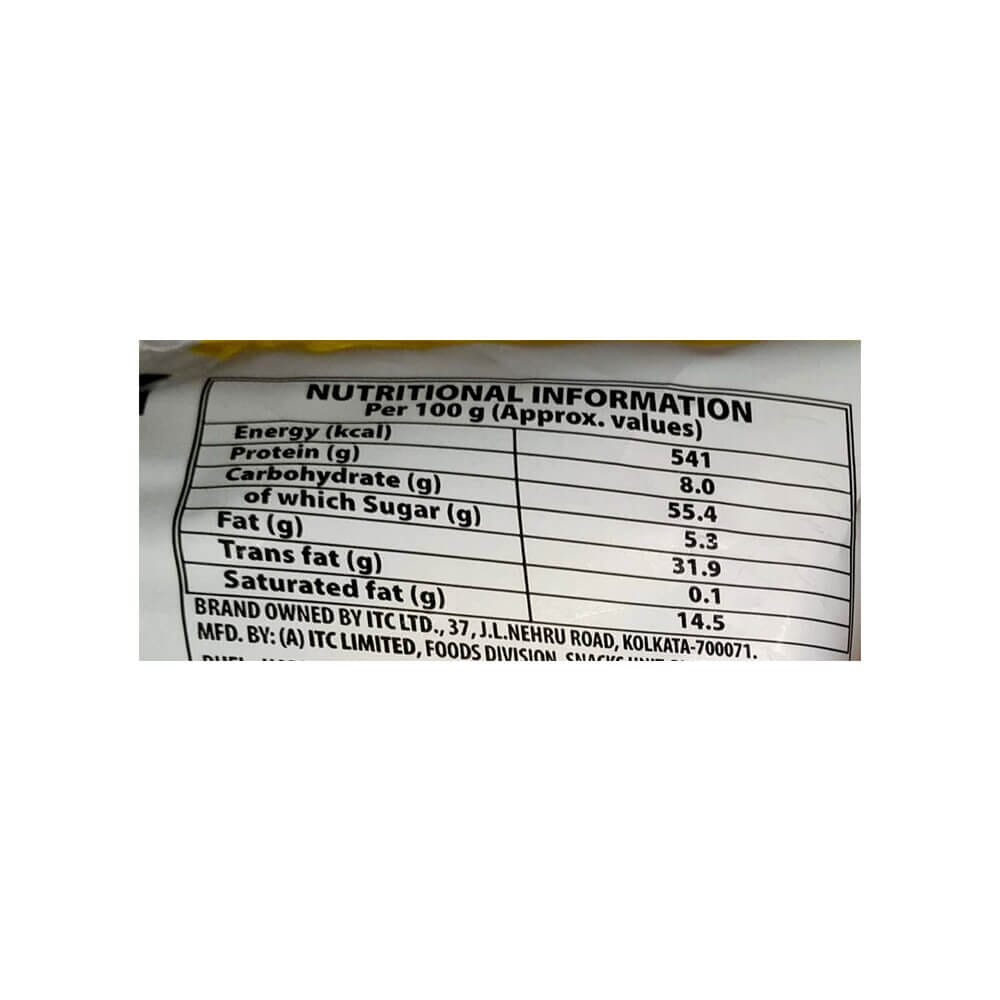 NUTRITIONAL INFORMATION
Per 100 g (Approx. values)
Energy (kcal) 541
Protein (g) 8.0
Carbohydrate (g) 55.4
of which Sugar (g) 5.3
Fat (g) 31.9
Trans fat (g) 0.1
Saturated fat (g) 14.5
BRAND OWNED BY ITC LTD., 37, J.L.NEHRU ROAD, KOLKATA-700071.
MFD. BY: (A) ITC LIMITED, FOODS DIVISION, SNACKS UNIT